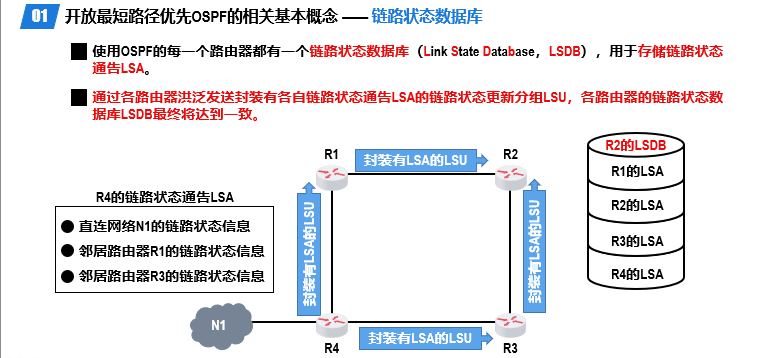 01 开放最短路径优先OSPF的相关基本概念 —— 链路状态数据库
使用OSPF的每一个路由器都有一个链路状态数据库（Link State Database，LSDB），用于存储链路状态
通告LSA。
通过各路由器洪泛发送封装有各自链路状态通告LSA的链路状态更新分组LSU，各路由器的链路状态数
据库LSDB最终将达到一致。
R1
封装有LSA的LSU
R2
R2的LSDB
R1的LSA
R2的LSA
R3的LSA
R4的LSA
R4的链路状态通告LSA
直连网络N1的链路状态信息
邻居路由器R1的链路状态信息
邻居路由器R3的链路状态信息
封装有LSA的LSU
封装有LSA的LSU
N1
R4
封装有LSA的LSU
R3